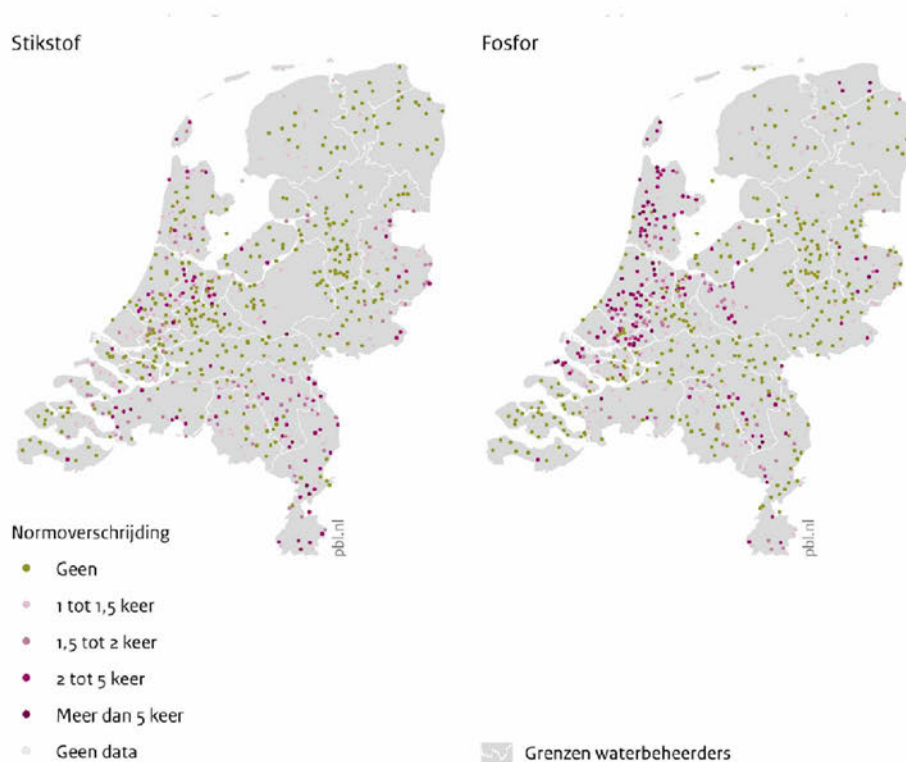 Stikstof
Fosfor
pbl.nl
pbl.nl
Normoverschrijding
Geen
1 tot 1,5 keer
1,5 tot 2 keer
2 tot 5 keer
Meer dan 5 keer
Geen data
Grenzen waterbeheerders